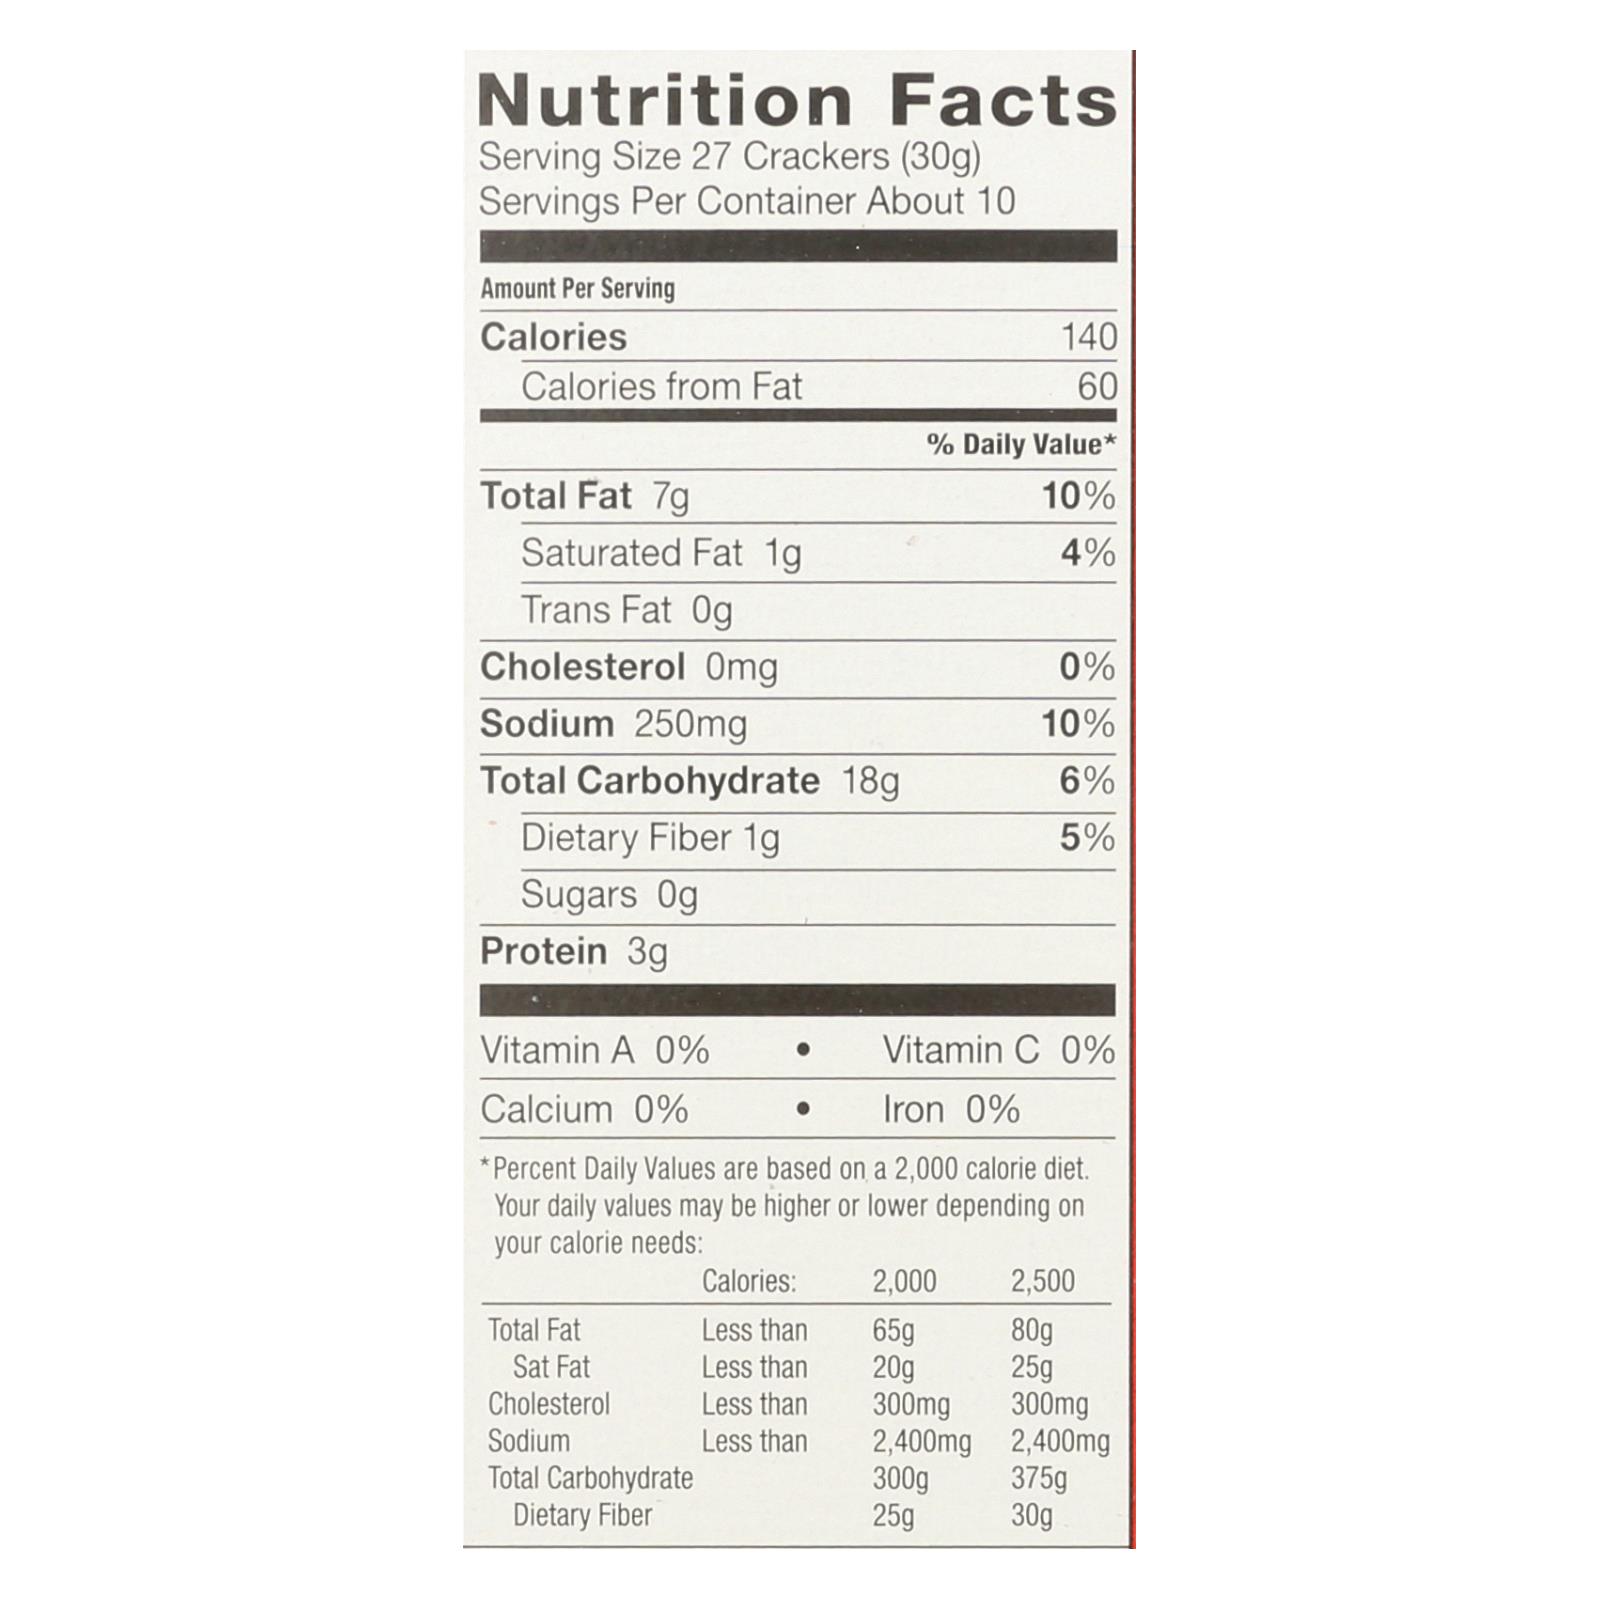 Nutrition Facts
Serving Size 27 Crackers (30g)
Servings Per Container About 10
Amount Per Serving
Calories 140
Calories from Fat 60
% Daily Value*
Total Fat 7g 10%
Saturated Fat 1g 4%
Trans Fat 0g
Cholesterol 0mg 0%
Sodium 250mg 10%
Total Carbohydrate 18g 6%
Dietary Fiber 1g 5%
Sugars 0g
Protein 3g
Vitamin A 0% • Vitamin C 0%
Calcium 0% • Iron 0%
*Percent Daily Values are based on a 2,000 calorie diet.
Your daily values may be higher or lower depending on
your calorie needs:
Calories: 2,000 2,500
Total Fat Less than 65g 80g
Sat Fat Less than 20g 25g
Cholesterol Less than 300mg 300mg
Sodium Less than 2,400mg 2,400mg
Total Carbohydrate 300g 375g
Dietary Fiber 25g 30g